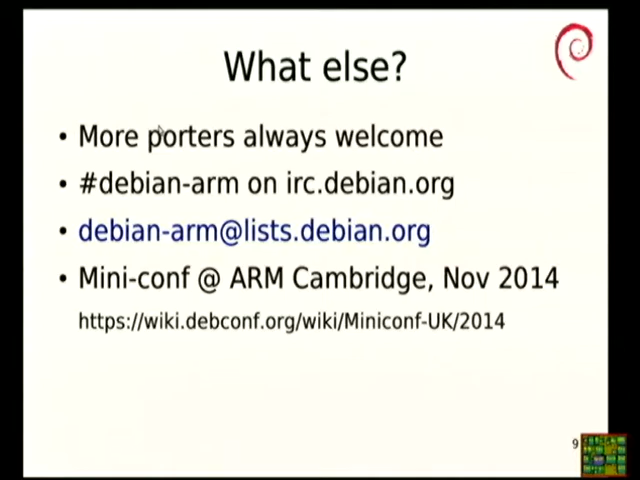 What else?
• More porters always welcome
• #debian-arm on irc.debian.org
• debian-arm@lists.debian.org
• Mini-conf @ ARM Cambridge, Nov 2014
https://wiki.debconf.org/wiki/Miniconf-UK/2014
9